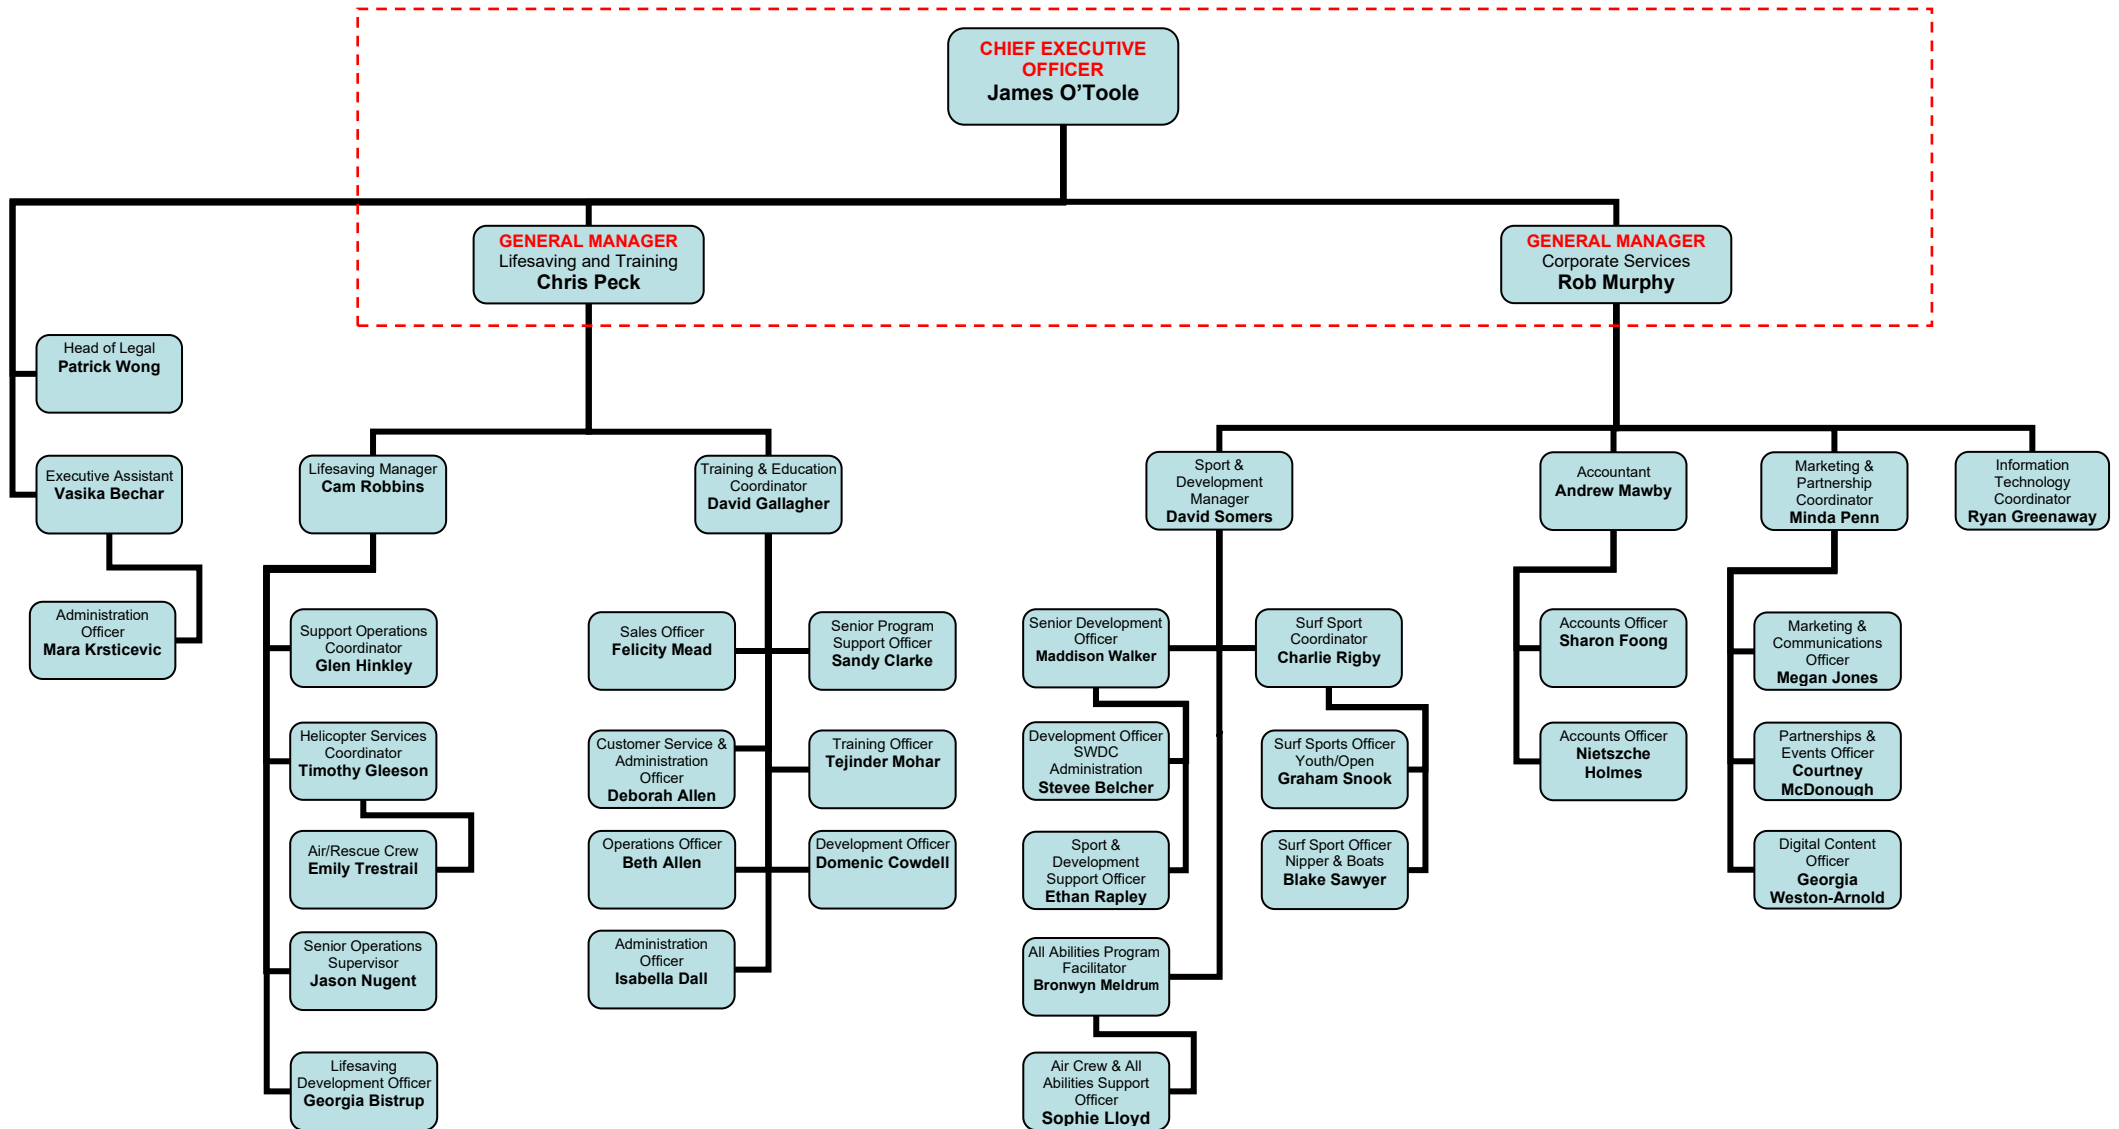 CHIEF EXECUTIVE
OFFICER
James O’Toole
GENERAL MANAGER
Lifesaving and Training
Chris Peck
GENERAL MANAGER
Corporate Services
Rob Murphy
Head of Legal
Patrick Wong
Executive Assistant
Vasika Bechar
Administration
Officer
Mara Krsticevic
Lifesaving Manager
Cam Robbins
Training & Education
Coordinator
David Gallagher
Sport &
Development
Manager
David Somers
Accountant
Andrew Mawby
Marketing &
Partnership
Coordinator
Minda Penn
Information
Technology
Coordinator
Ryan Greenaway
Support Operations
Coordinator
Glen Hinkley
Helicopter Services
Coordinator
Timothy Gleeson
Air/Rescue Crew
Emily Trestrail
Senior Operations
Supervisor
Jason Nugent
Lifesaving
Development Officer
Georgia Bistrup
Sales Officer
Felicity Mead
Senior Program
Support Officer
Sandy Clarke
Customer Service &
Administration
Officer
Deborah Allen
Training Officer
Tejinder Mohar
Operations Officer
Beth Allen
Development Officer
Domenic Cowdell
Administration
Officer
Isabella Dall
Senior Development
Officer
Maddison Walker
Surf Sport
Coordinator
Charlie Rigby
Development Officer
SWDC
Administration
Stevee Belcher
Surf Sports Officer
Youth/Open
Graham Snook
Sport &
Development
Support Officer
Ethan Rapley
Surf Sport Officer
Nipper & Boats
Blake Sawyer
All Abilities Program
Facilitator
Bronwyn Meldrum
Air Crew & All
Abilities Support
Officer
Sophie Lloyd
Accounts Officer
Sharon Foong
Accounts Officer
Nietszche
Holmes
Marketing &
Communications
Officer
Megan Jones
Partnerships &
Events Officer
Courtney
McDonough
Digital Content
Officer
Georgia
Weston-Arnold